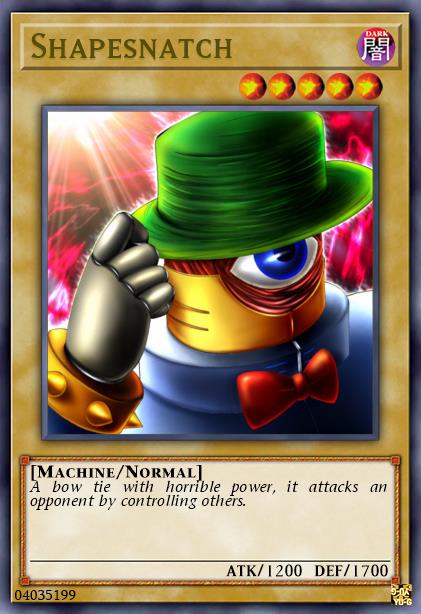 Shapesnatch
DARK
闇
[Machine/Normal]
A bow tie with horrible power, it attacks an
opponent by controlling others.
ATK/1200 DEF/1700
04035199